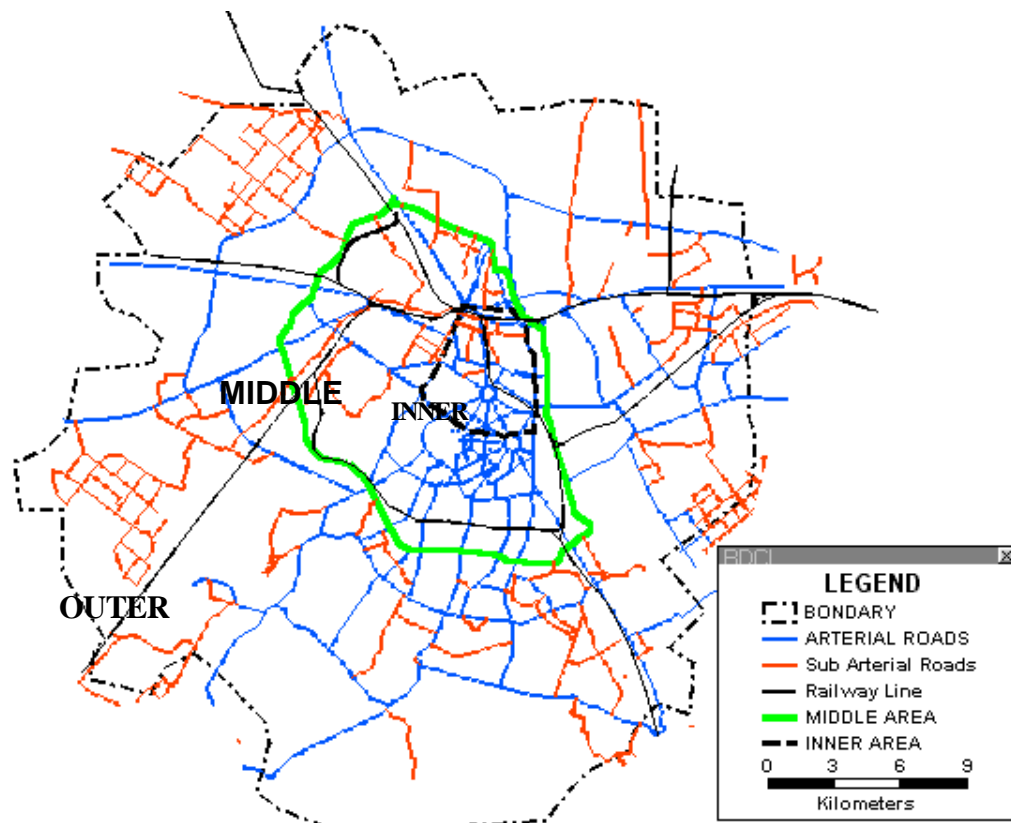 MIDDLE
INNER
OUTER
LEGEND
BONDARY
ARTERIAL ROADS
Sub Arterial Roads
Railway Line
MIDDLE AREA
INNER AREA
0 3 6 9
Kilometers